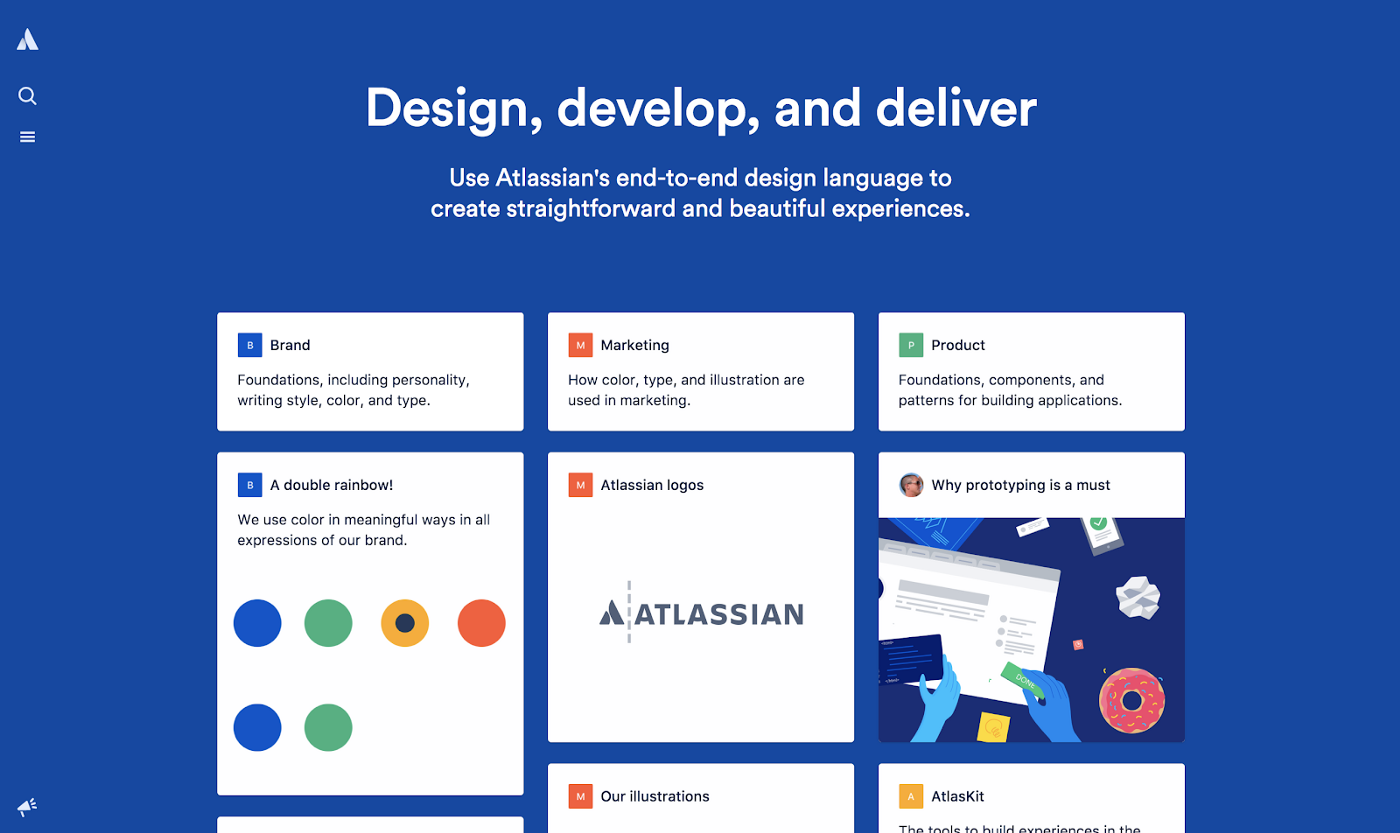 Design, develop, and deliver
Use Atlassian's end-to-end design language to
create straightforward and beautiful experiences.
B Brand
Foundations, including personality,
writing style, color, and type.
M Marketing
How color, type, and illustration are
used in marketing.
P Product
Foundations, components, and
patterns for building applications.
B A double rainbow!
We use color in meaningful ways in all
expressions of our brand.
M Atlassian logos
ATLASSIAN
Why prototyping is a must
DONE
M Our illustrations
A AtlasKit
The tools to build experiences in the